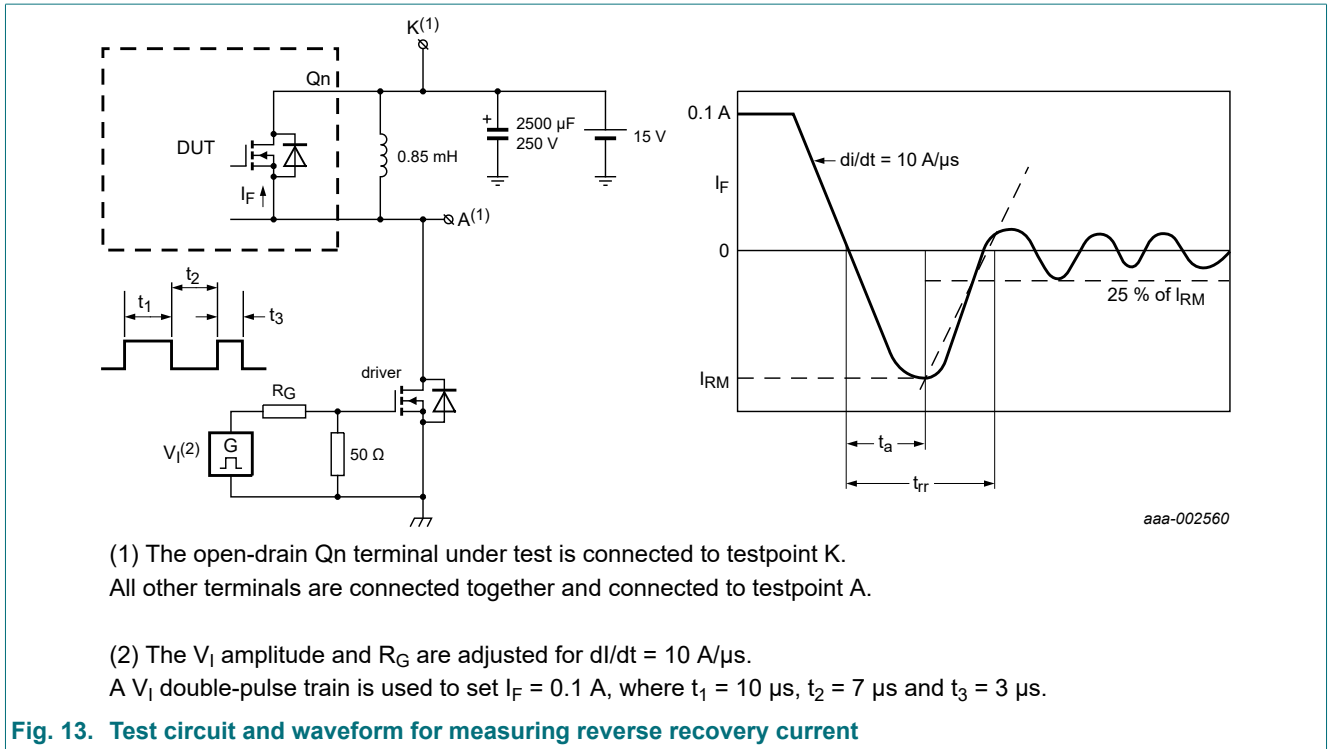 K(1)
Qn
DUT
IF
0.85 mH
+
2500 µF
250 V
15 V
A(1)
t1
t2
t3
driver
RG
VI(2)
G
50 Ω
0.1 A
di/dt = 10 A/µs
IF
0
25 % of IRM
IRM
ta
trr
aaa-002560
(1) The open-drain Qn terminal under test is connected to testpoint K.
All other terminals are connected together and connected to testpoint A.
(2) The VI amplitude and RG are adjusted for dI/dt = 10 A/µs.
A VI double-pulse train is used to set IF = 0.1 A, where t1 = 10 µs, t2 = 7 µs and t3 = 3 µs.
Fig. 13. Test circuit and waveform for measuring reverse recovery current